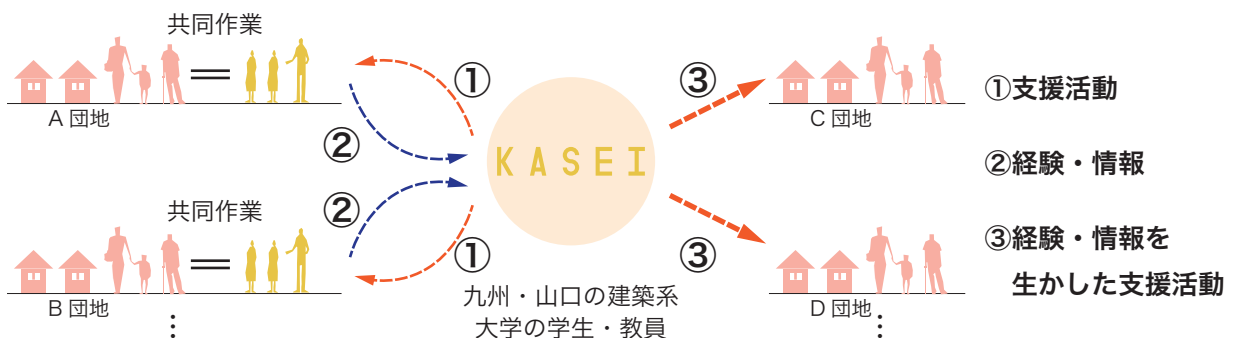 共同作業
A 団地
①
②
共同作業
②
①
B 団地
⋮
KASEI
九州・山口の建築系
大学の学生・教員
③
C 団地
③
D 団地
⋮
①支援活動
②経験・情報
③経験・情報を
生かした支援活動